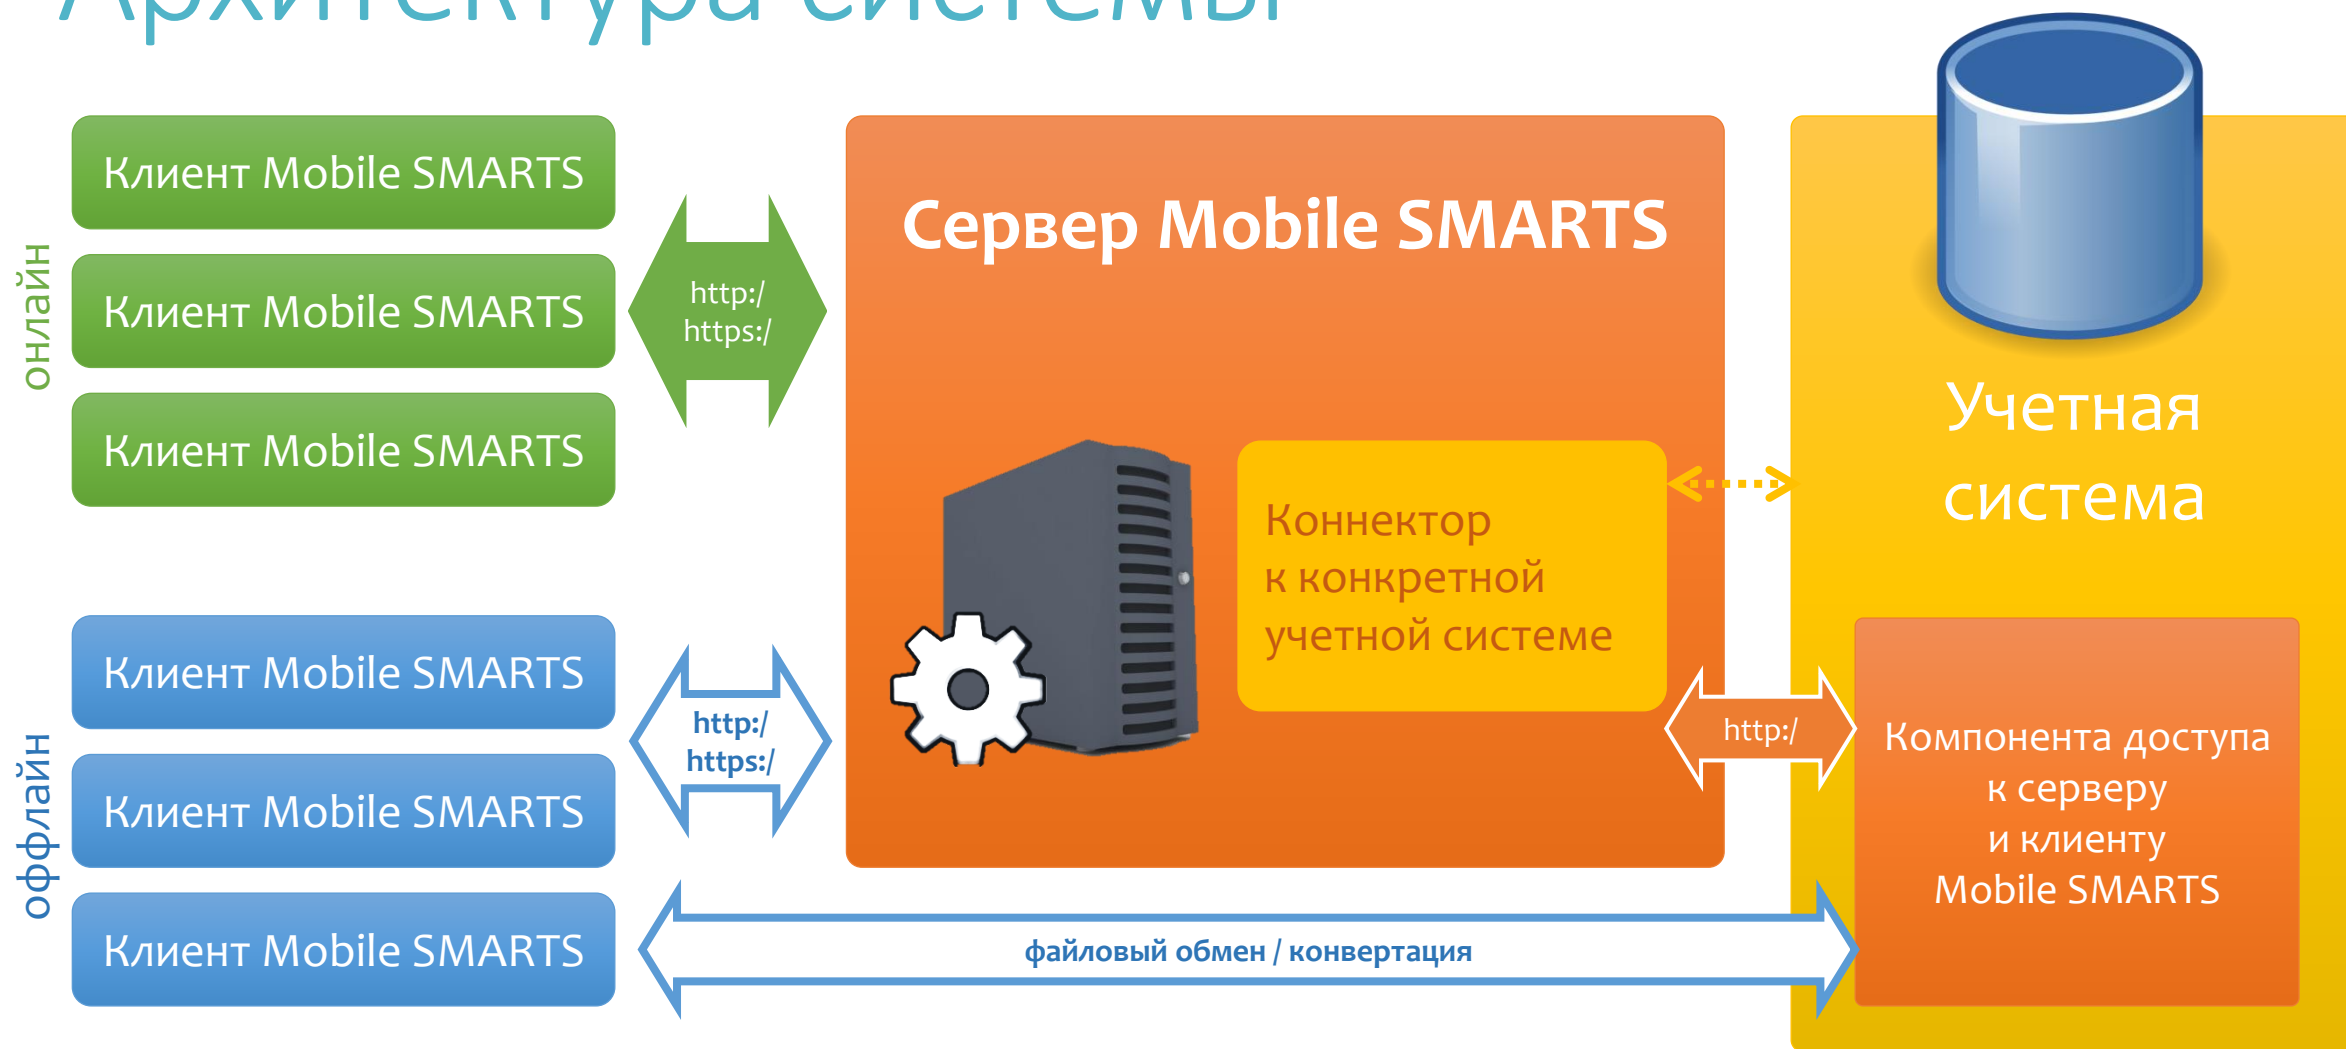 Архитектура системы
онлайн
Клиент Mobile SMARTS
Клиент Mobile SMARTS
Клиент Mobile SMARTS
http:/
https:/
оффлайн
Клиент Mobile SMARTS
Клиент Mobile SMARTS
Клиент Mobile SMARTS
http:/
https:/
Сервер Mobile SMARTS
Коннектор
к конкретной
учетной системе
http:/
файловый обмен / конвертация
Учетная
система
Компонента доступа
к серверу
и клиенту
Mobile SMARTS